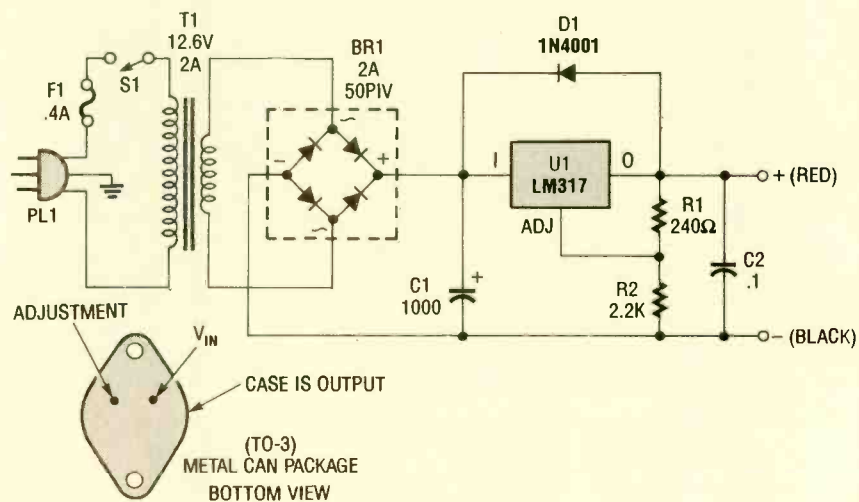 T1
12.6V
2A
F1
.4A
S1
PL1
BR1
2A
50PIV
~
–
+
~
D1
1N4001
I
U1
LM317
O
ADJ
+ (RED)
R1
240Ω
C1
1000
+
R2
2.2K
C2
.1
– (BLACK)
ADJUSTMENT
VIN
CASE IS OUTPUT
(TO-3)
METAL CAN PACKAGE
BOTTOM VIEW